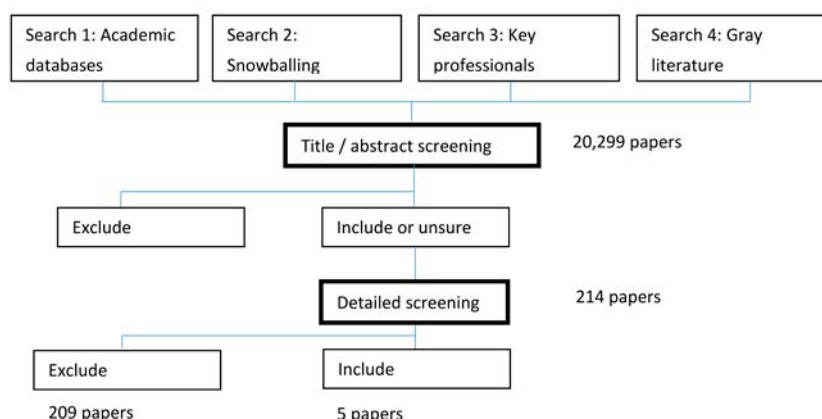 Search 1: Academic
databases
Search 2:
Snowballing
Search 3: Key
professionals
Search 4: Gray
literature
Title / abstract screening
20,299 papers
Exclude
Include or unsure
Detailed screening
214 papers
Exclude
Include
209 papers
5 papers